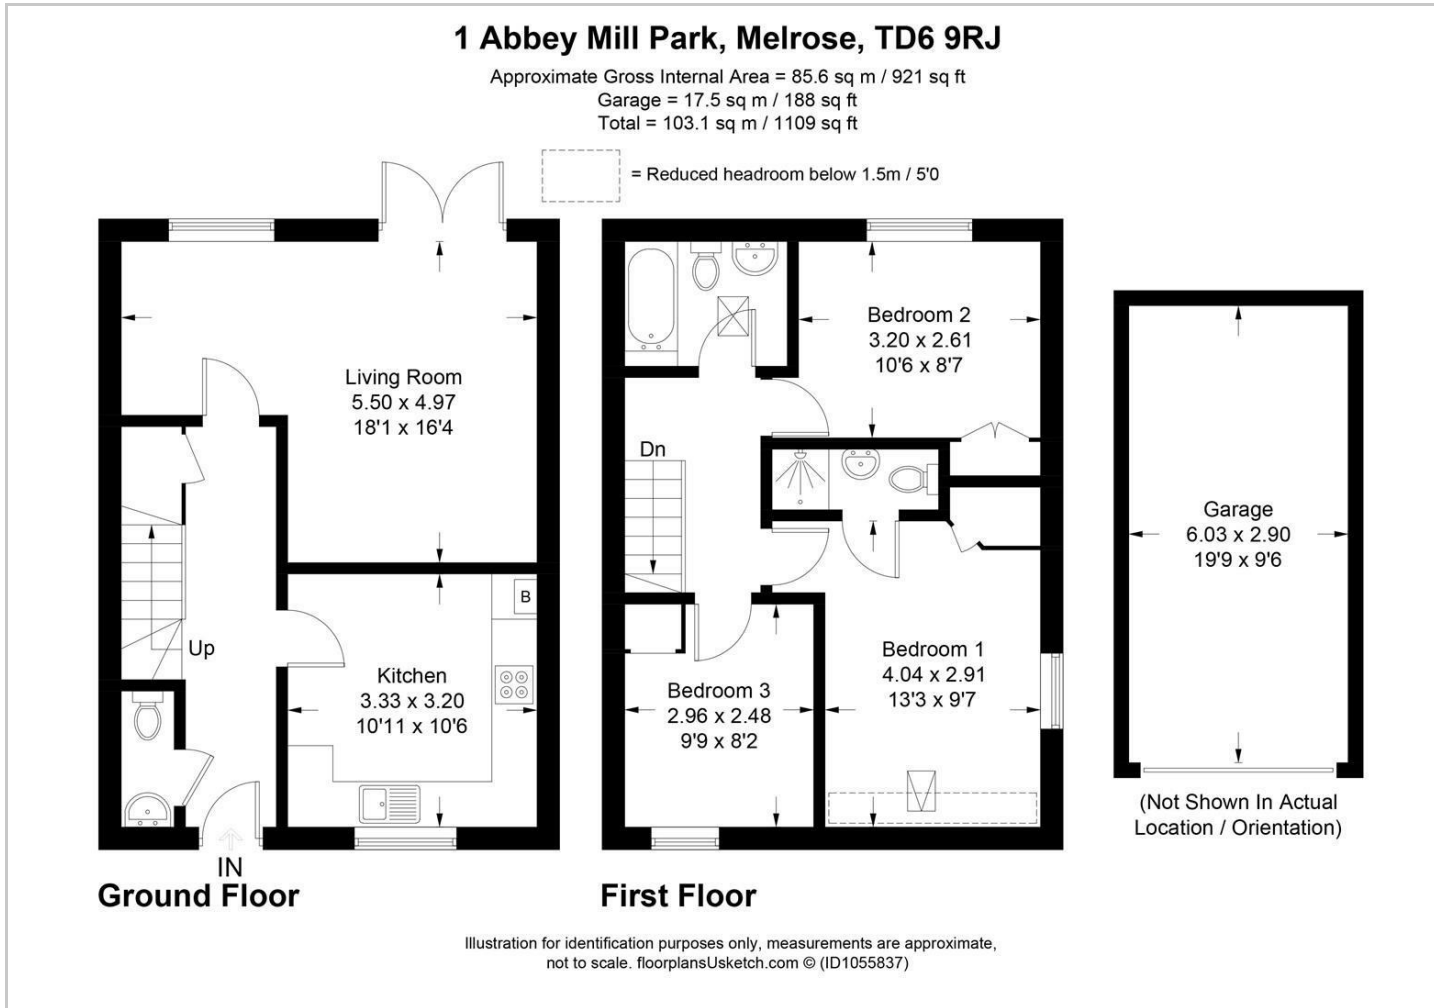 1 Abbey Mill Park, Melrose, TD6 9RJ
Approximate Gross Internal Area = 85.6 sq m / 921 sq ft
Garage = 17.5 sq m / 188 sq ft
Total = 103.1 sq m / 1109 sq ft
= Reduced headroom below 1.5m / 5'0
Living Room
5.50 x 4.97
18'1 x 16'4
Up
B
Kitchen
3.33 x 3.20
10'11 x 10'6
IN
Ground Floor
Bedroom 2
3.20 x 2.61
10'6 x 8'7
Dn
Bedroom 1
4.04 x 2.91
13'3 x 9'7
Bedroom 3
2.96 x 2.48
9'9 x 8'2
First Floor
Garage
6.03 x 2.90
19'9 x 9'6
(Not Shown In Actual
Location / Orientation)
Illustration for identification purposes only, measurements are approximate,
not to scale. floorplansUsketch.com © (ID1055837)